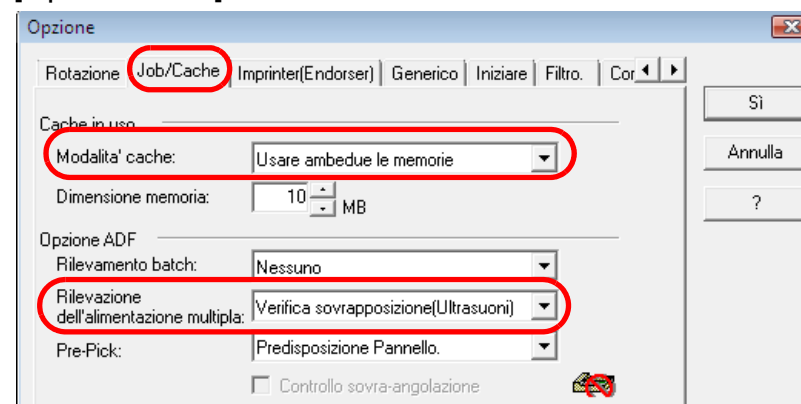 Opzione
Rotazione Job/Cache Imprinter(Endorser) Generico Iniziare Filtro.
Sì
Cache in uso
Modalita' cache: Usare ambedue le memorie
Annulla
Dimensione memoria: 10 MB
?
Opzione ADF
Rilevamento batch: Nessuno
Rilevazione
dell'alimentazione multipla: Verifica sovrapposizione(Ultrasuoni)
Pre-Pick: Predisposizione Pannello.
Controllo sovra-angolazione